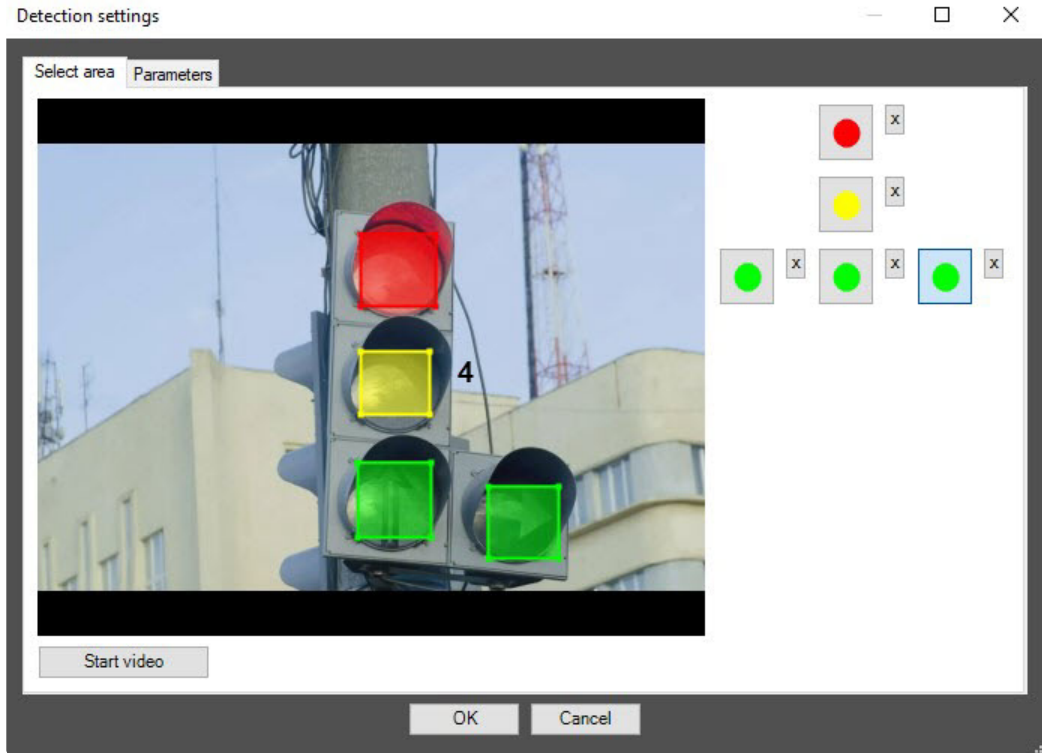 Detection settings
Select area
Parameters
x
x
x
x
x
4
Start video
OK
Cancel